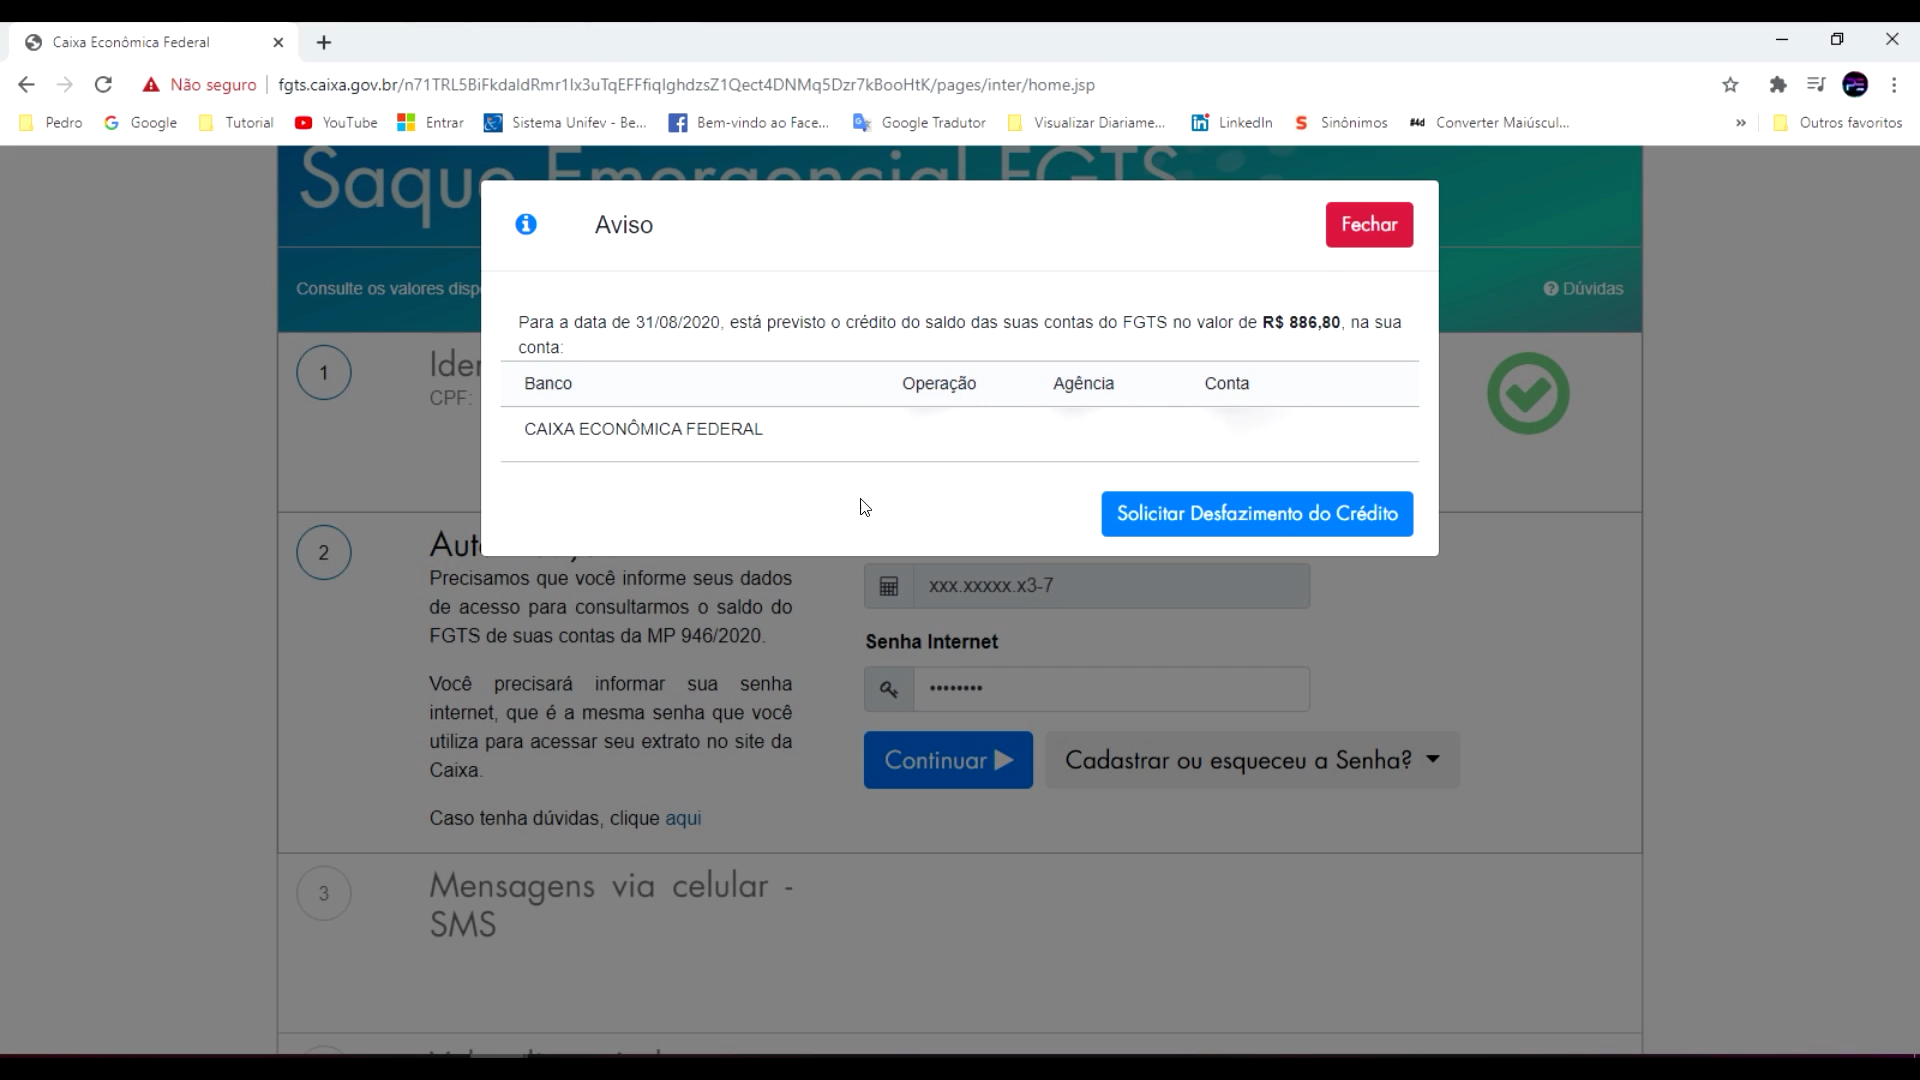 Caixa Econômica Federal
Não seguro
fgts.caixa.gov.br/n71TRL5BiFkdaldRmr1lx3uTqEFFfiqlghdzsZ1Qect4DNMq5Dzr7kBooHtK/pages/inter/home.jsp
Pedro Google Tutorial YouTube Entrar Sistema Unifev - Be... Bem-vindo ao Face... Google Tradutor Visualizar Diariame... LinkedIn Sinônimos Converter Maiúscul... » Outros favoritos
Saque Emergencial FGTS
Aviso
Fechar
Consulte os valores disp
Dúvidas
Para a data de 31/08/2020, está previsto o crédito do saldo das suas contas do FGTS no valor de R$ 886,80, na sua
conta:
Banco Operação Agência Conta
CAIXA ECONÔMICA FEDERAL
Solicitar Desfazimento do Crédito
1
Iden
CPF:
2
Aut
Precisamos que você informe seus dados
de acesso para consultarmos o saldo do
FGTS de suas contas da MP 946/2020.
Você precisará informar sua senha
internet, que é a mesma senha que você
utiliza para acessar seu extrato no site da
Caixa.
Caso tenha dúvidas, clique aqui
xxx.xxxxx.x3-7
Senha Internet
••••••••
Continuar
Cadastrar ou esqueceu a Senha?
3
Mensagens via celular -
SMS